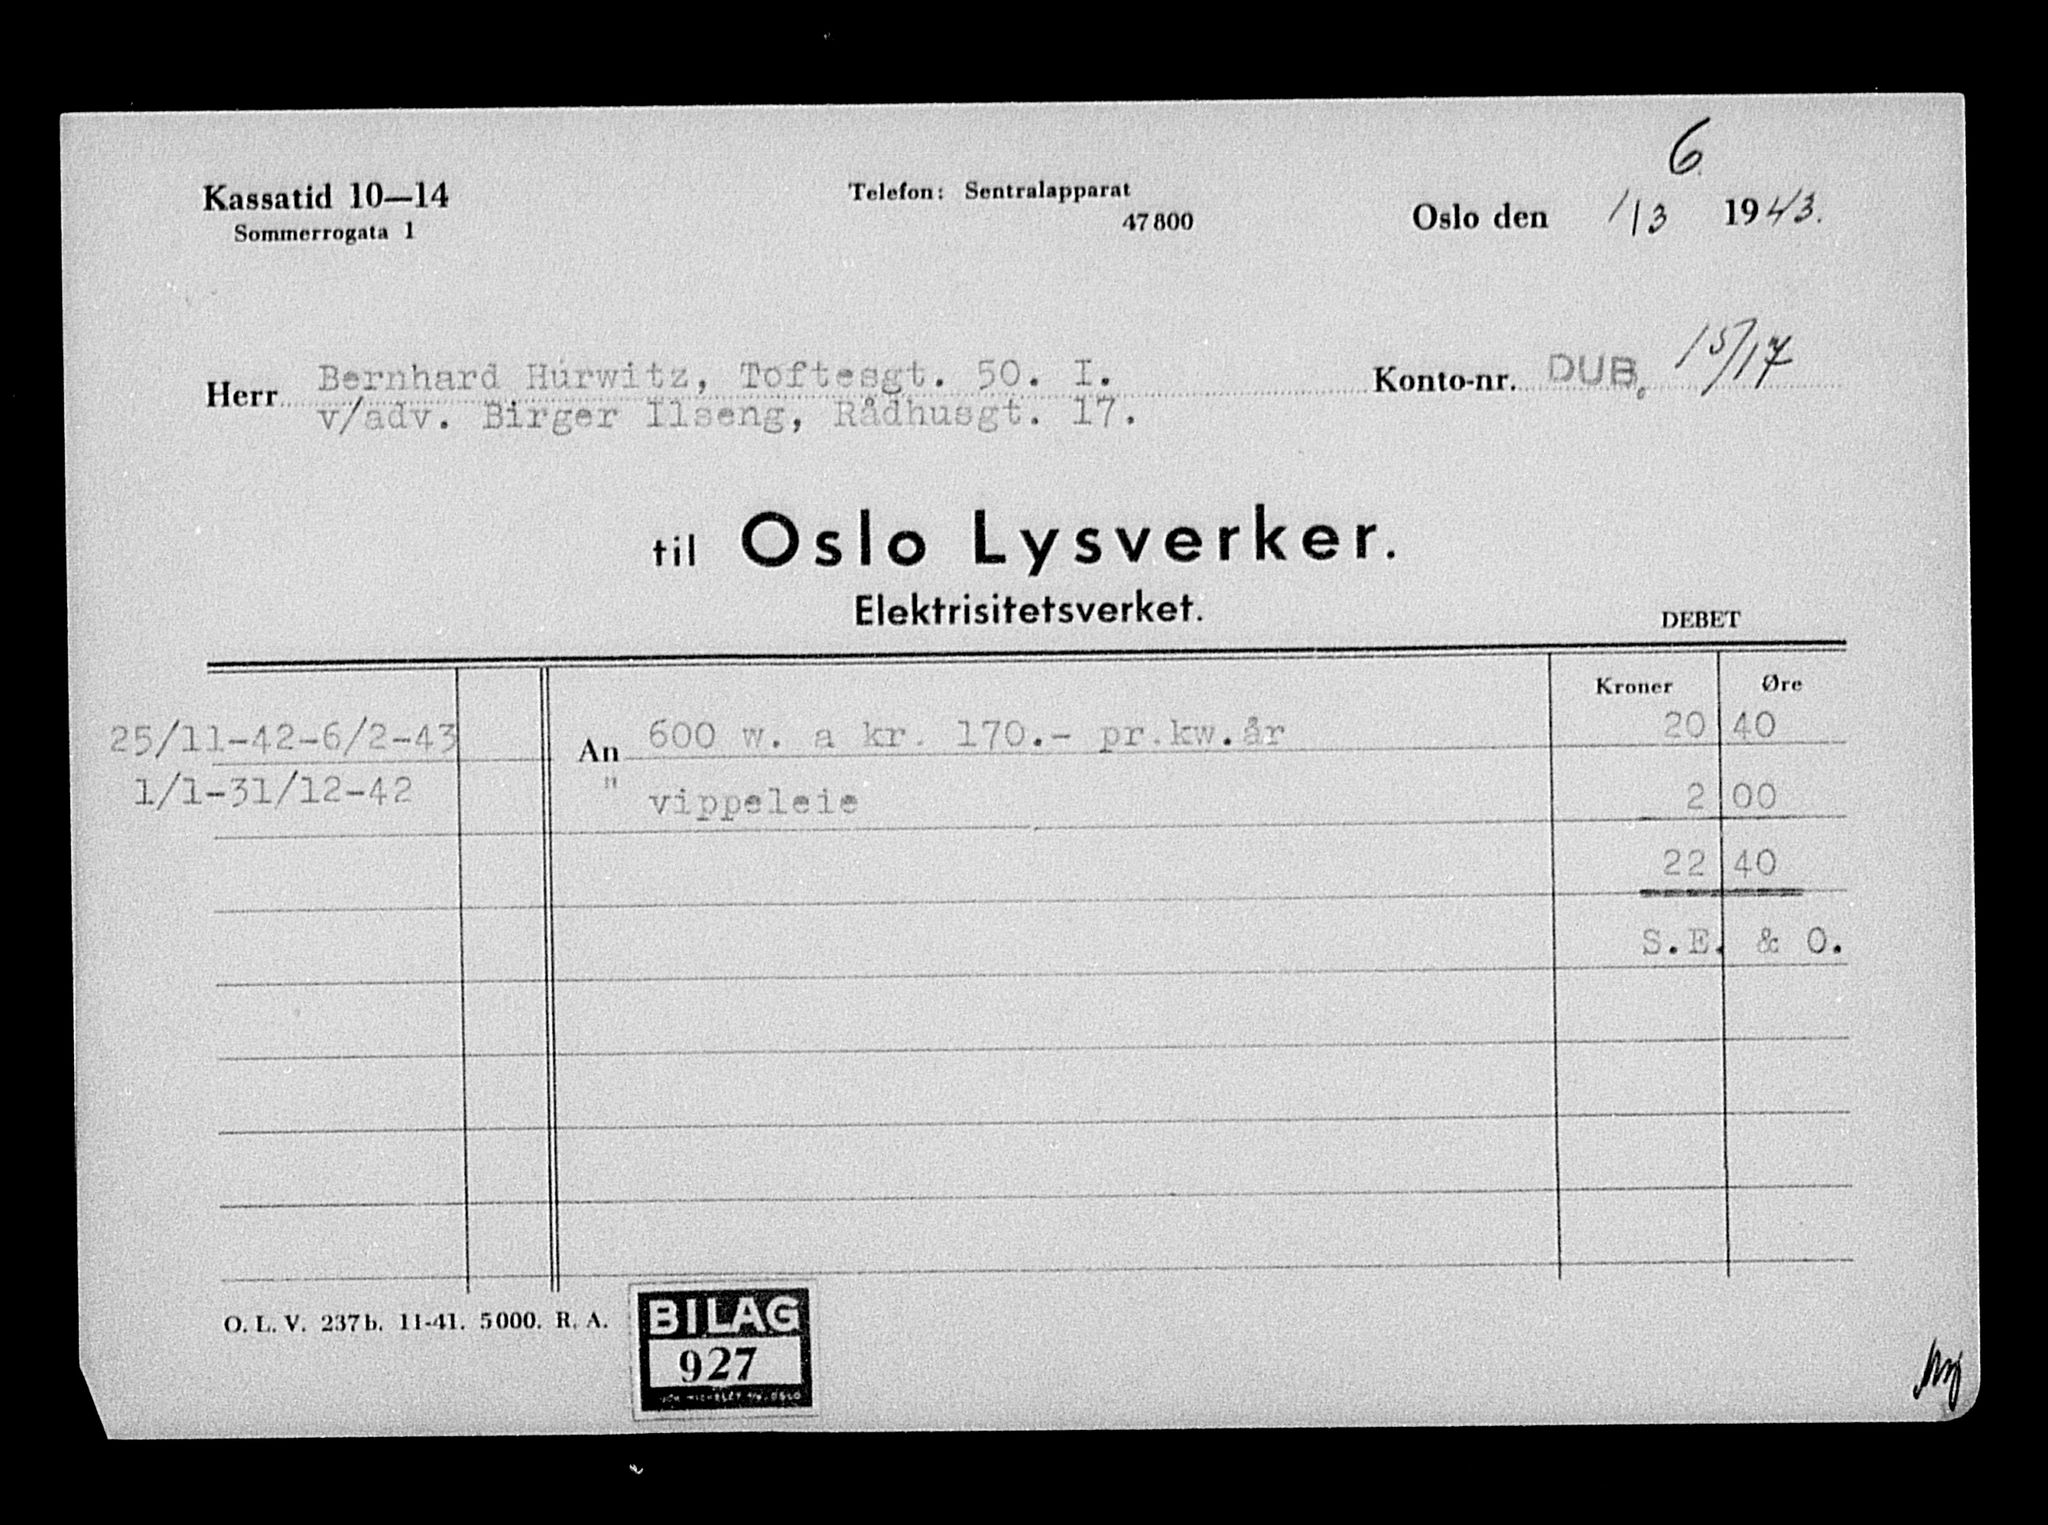 6
Kassatid 10—14
Sommerrogata 1
Telefon: Sentralapparat
47800
Oslo den 1/3 1943.
Herr Bernhard Hurwitz, Toftesgt. 50. I.
v/adv. Birger Ilseng, Rådhusgt. 17.
Konto-nr. DUB. 15/17
til Oslo Lysverker.
Elektrisitetsverket.
DEBET
Kroner Øre
25/11-42-6/2-43 An 600 w. a kr. 170.- pr.kw.år 20 40
1/1-31/12-42 " vippeleie 2 00
22 40
S.E. & O.
O. L. V. 237 b. 11-41. 5000. R. A.
BILAG
927